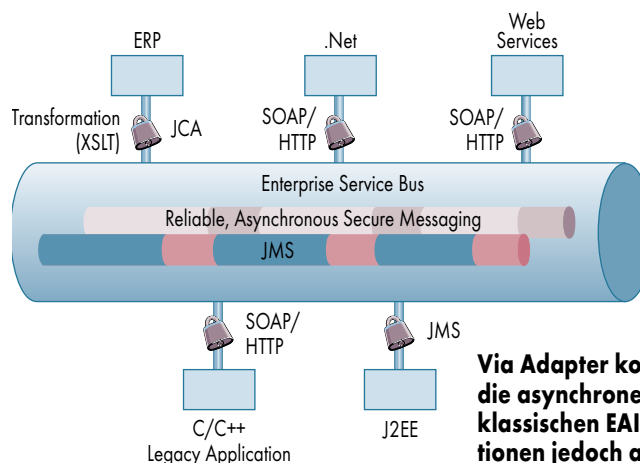 ERP
.Net
Web
Services
Transformation
(XSLT)
JCA
SOAP/
HTTP
SOAP/
HTTP
Enterprise Service Bus
Reliable, Asynchronous Secure Messaging
JMS
SOAP/
HTTP
JMS
C/C++
Legacy Application
J2EE
Via Adapter ko
die asynchrone
klassischen EAI
tionen jedoch a